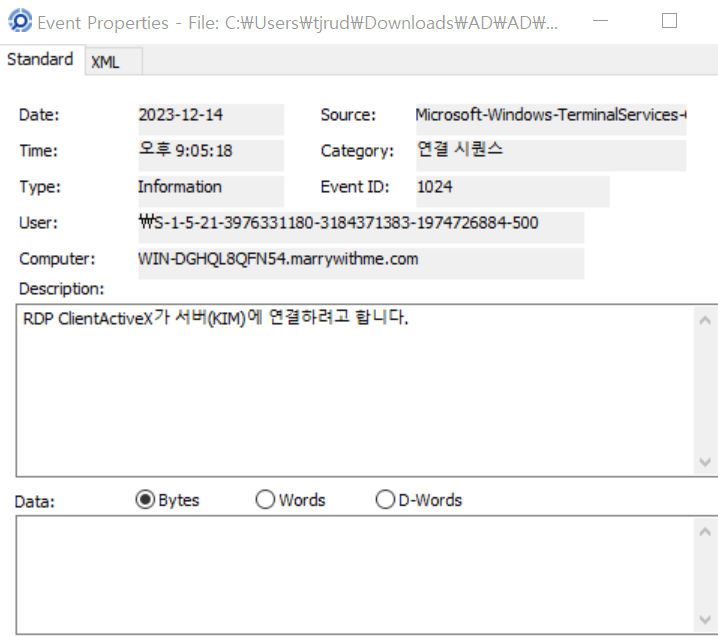 Event Properties - File: C:₩Users₩tjrud₩Downloads₩AD₩AD₩...
Standard XML
Date: 2023-12-14 Source: Microsoft-Windows-TerminalServices-
Time: 오후 9:05:18 Category: 연결 시퀀스
Type: Information Event ID: 1024
User: ₩S-1-5-21-3976331180-3184371383-1974726884-500
Computer: WIN-DGHQL8QFN54.marrywithme.com
Description:
RDP ClientActiveX가 서버(KIM)에 연결하려고 합니다.
Data: Bytes Words D-Words